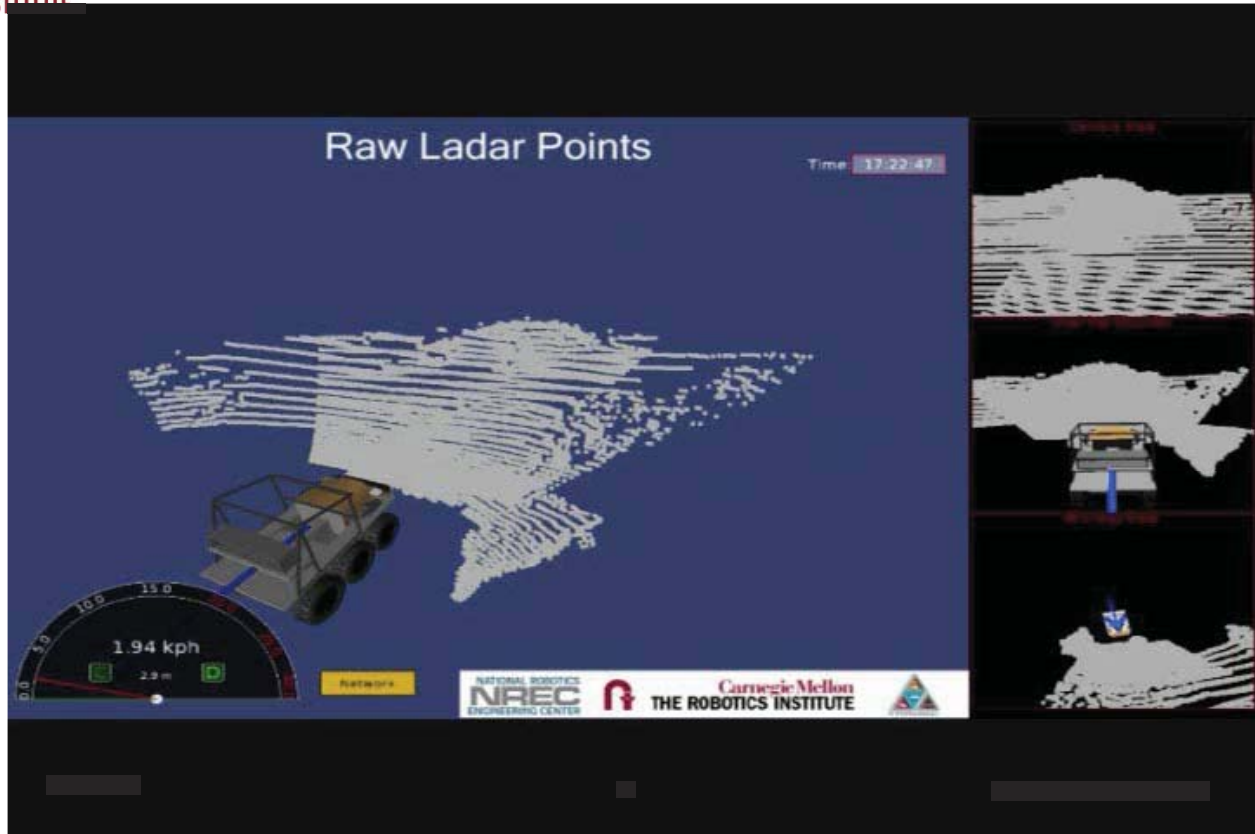 Raw Ladar Points
Time 17:22:47
0.0
5.0
10.0
15.0
1.94 kph
2.9 m
D
Network
NATIONAL ROBOTICS
NREC
ENGINEERING CENTER
Carnegie Mellon
THE ROBOTICS INSTITUTE